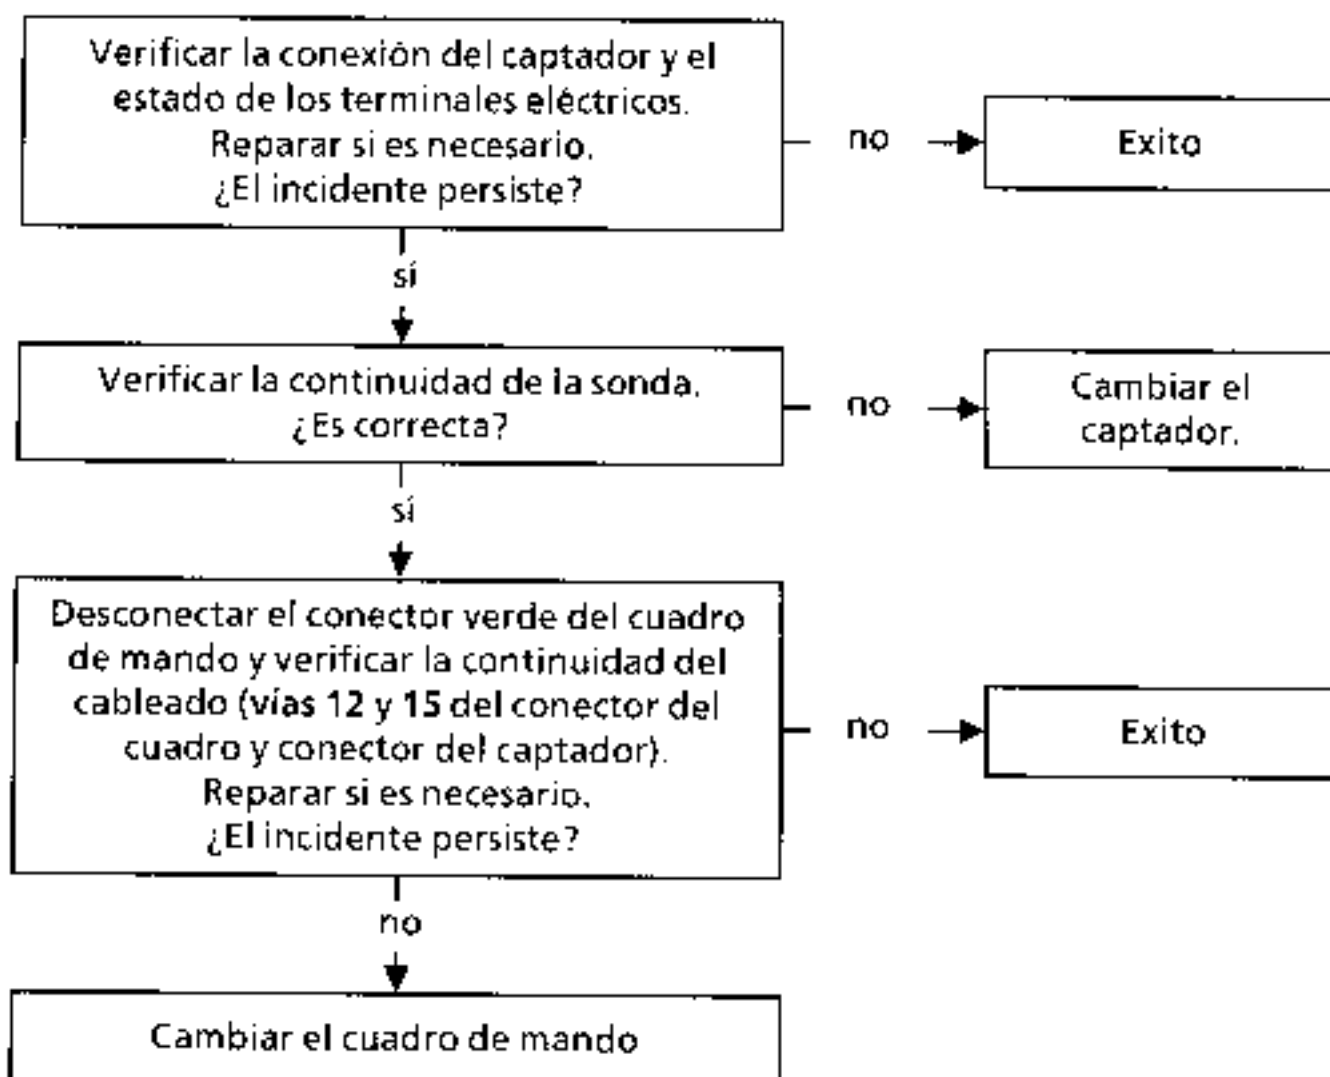 Verificar la conexión del captador y el
estado de los terminales eléctricos.
Reparar si es necesario.
¿El incidente persiste?
no
Exito
sí
Verificar la continuidad de la sonda.
¿Es correcta?
no
Cambiar el
captador.
sí
Desconectar el conector verde del cuadro
de mando y verificar la continuidad del
cableado (vías 12 y 15 del conector del
cuadro y conector del captador).
Reparar si es necesario.
¿El incidente persiste?
no
Exito
no
Cambiar el cuadro de mando